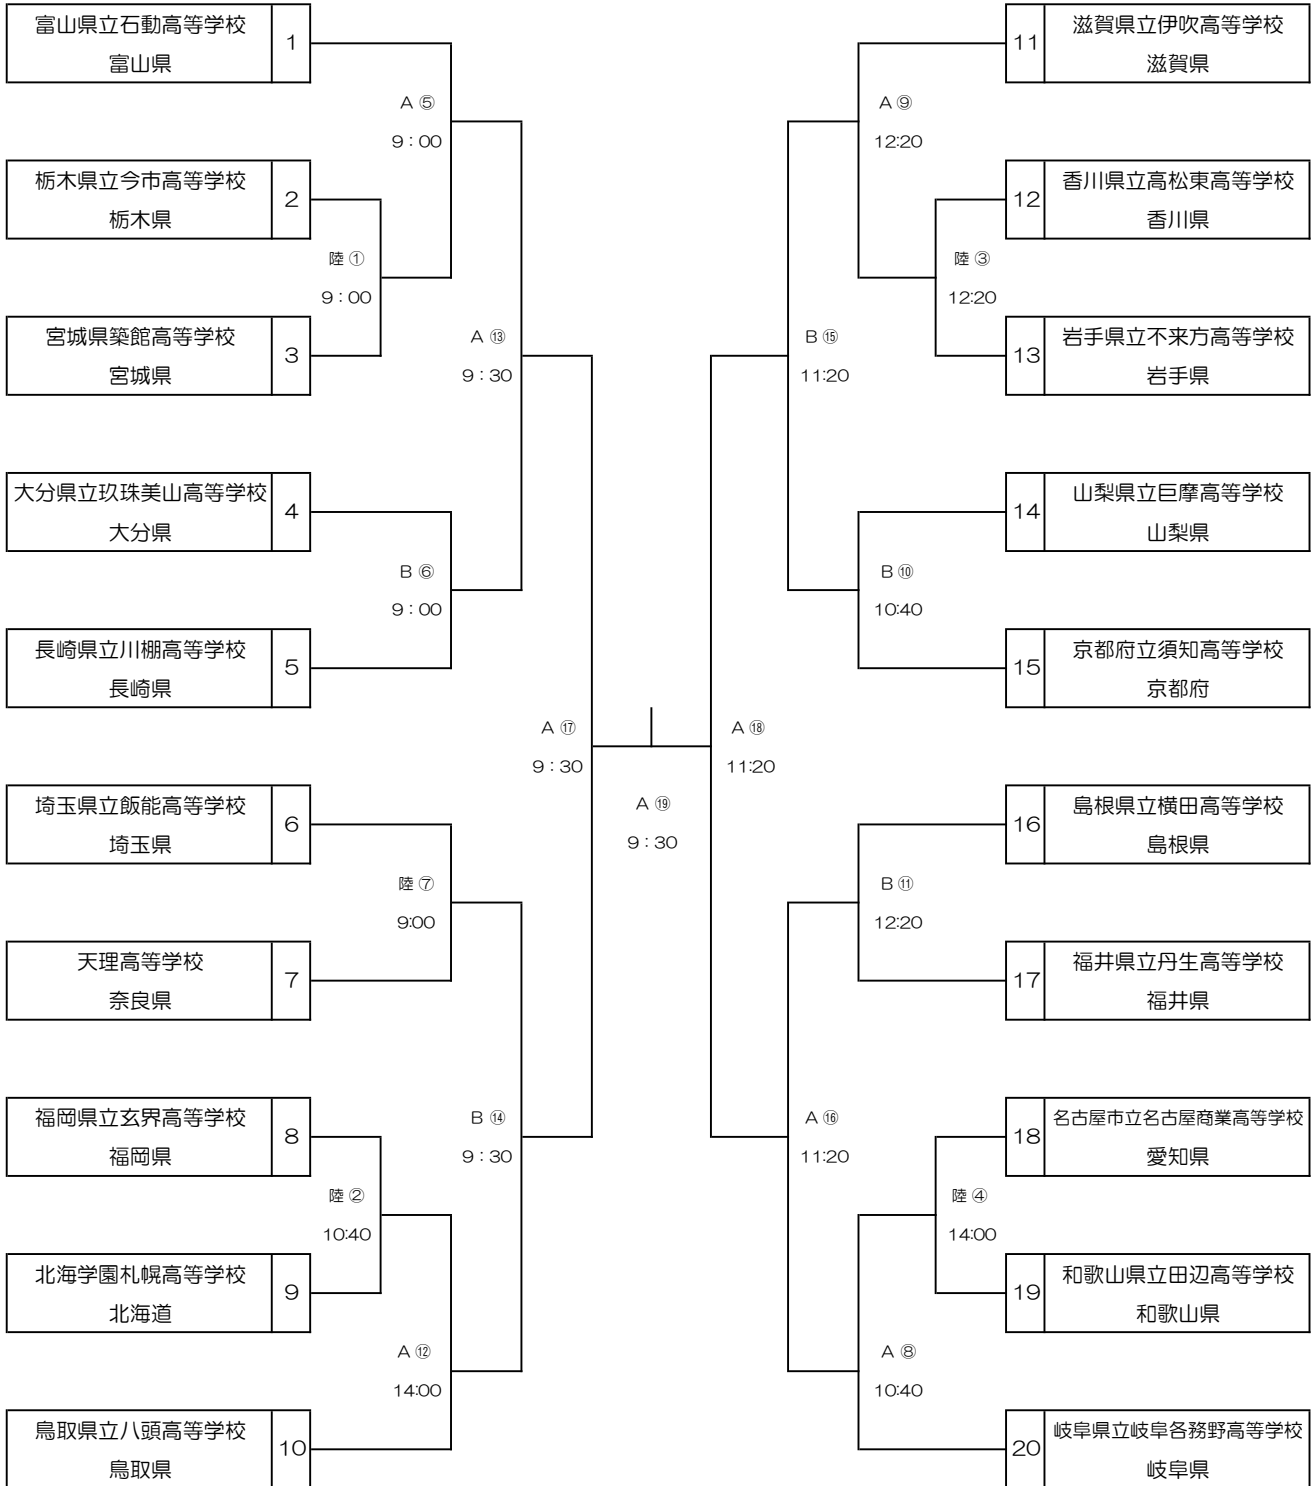 富山県立石動高等学校
富山県
1
栃木県立今市高等学校
栃木県
2
宮城県築館高等学校
宮城県
3
大分県立玖珠美山高等学校
大分県
4
長崎県立川棚高等学校
長崎県
5
埼玉県立飯能高等学校
埼玉県
6
天理高等学校
奈良県
7
福岡県立玄界高等学校
福岡県
8
北海学園札幌高等学校
北海道
9
鳥取県立八頭高等学校
鳥取県
10
陸 ①
9:00
陸 ②
10:40
A ⑤
9:00
B ⑥
9:00
陸 ⑦
9:00
A ⑫
14:00
A ⑬
9:30
B ⑭
9:30
A ⑰
9:30
A ⑲
9:30
A ⑱
11:20
B ⑮
11:20
A ⑯
11:20
A ⑨
12:20
B ⑩
10:40
B ⑪
12:20
A ⑧
10:40
陸 ③
12:20
陸 ④
14:00
11
滋賀県立伊吹高等学校
滋賀県
12
香川県立高松東高等学校
香川県
13
岩手県立不来方高等学校
岩手県
14
山梨県立巨摩高等学校
山梨県
15
京都府立須知高等学校
京都府
16
島根県立横田高等学校
島根県
17
福井県立丹生高等学校
福井県
18
名古屋市立名古屋商業高等学校
愛知県
19
和歌山県立田辺高等学校
和歌山県
20
岐阜県立岐阜各務野高等学校
岐阜県